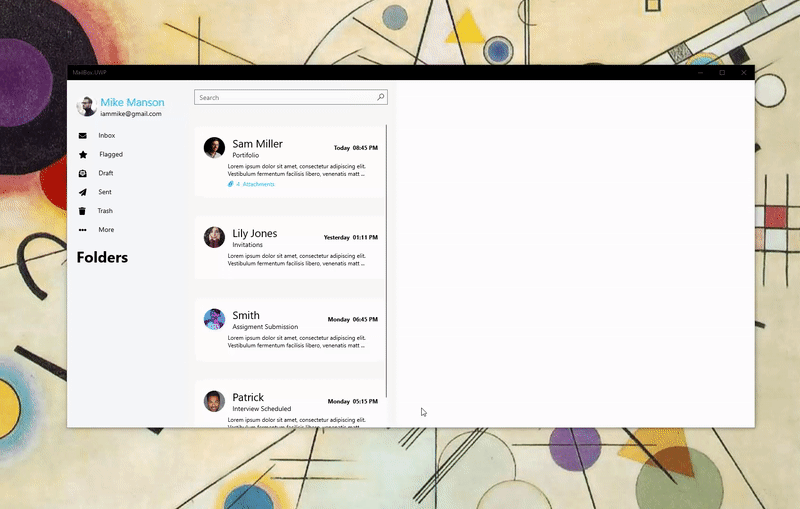 MailBox.UWP
Mike Manson
iammike@gmail.com
Inbox
Flagged
Draft
Sent
Trash
More
Folders
Search
Sam Miller
Today 08:45 PM
Portifolio
Lorem ipsum dolor sit amet, consectetur adipiscing elit.
Vestibulum fermentum facilisis libero, venenatis matt ...
4 Attachments
Lily Jones
Yesterday 01:11 PM
Invitations
Lorem ipsum dolor sit amet, consectetur adipiscing elit.
Vestibulum fermentum facilisis libero, venenatis matt ...
Smith
Monday 06:45 PM
Assigment Submission
Lorem ipsum dolor sit amet, consectetur adipiscing elit.
Vestibulum fermentum facilisis libero, venenatis matt ...
Patrick
Monday 05:15 PM
Interview Scheduled
Lorem ipsum dolor sit amet, consectetur adipiscing elit.